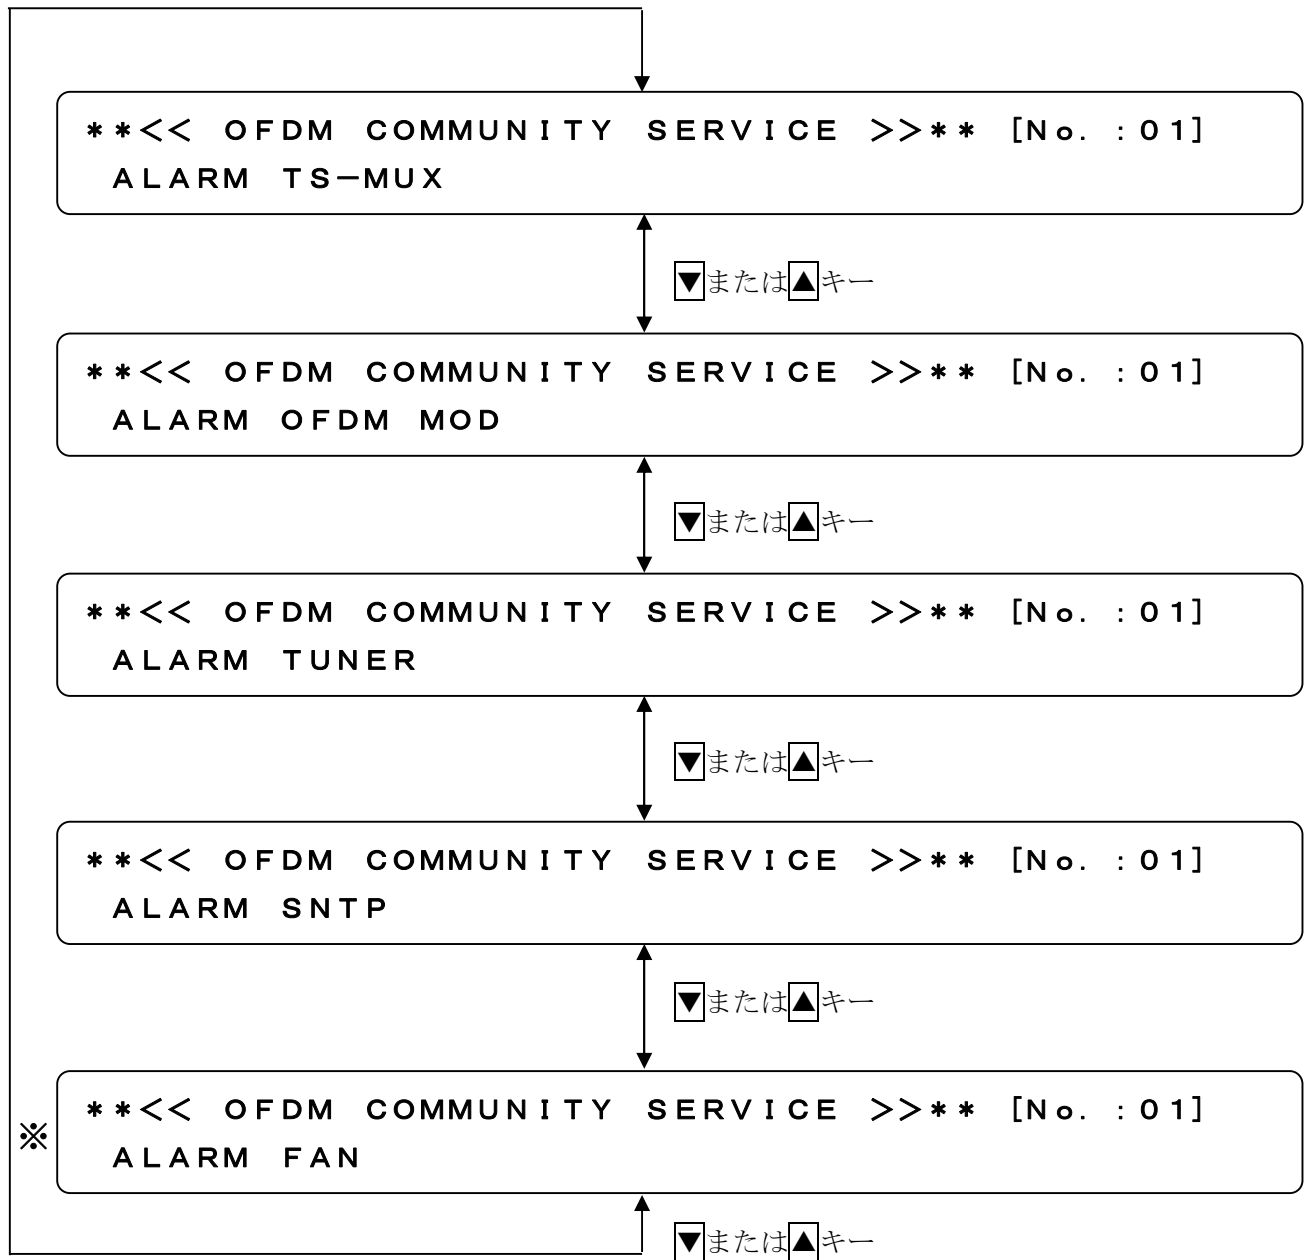 **<< OFDM COMMUNITY SERVICE >>** [No. :01]
ALARM TS-MUX
▼または▲キー
**<< OFDM COMMUNITY SERVICE >>** [No. :01]
ALARM OFDM MOD
▼または▲キー
**<< OFDM COMMUNITY SERVICE >>** [No. :01]
ALARM TUNER
▼または▲キー
**<< OFDM COMMUNITY SERVICE >>** [No. :01]
ALARM SNTP
▼または▲キー
**<< OFDM COMMUNITY SERVICE >>** [No. :01]
※
ALARM FAN
▼または▲キー